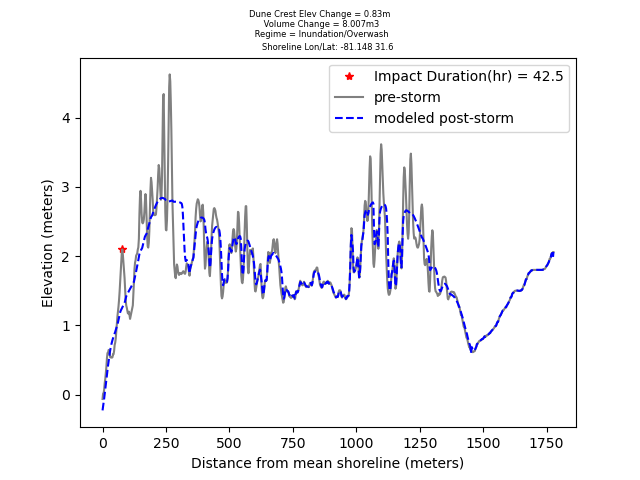 Dune Crest Elev Change = 0.83m
Volume Change = 8.007m3
Regime = Inundation/Overwash
Shoreline Lon/Lat: -81.148 31.6
Impact Duration(hr) = 42.5
pre-storm
modeled post-storm
Elevation (meters)
4
3
2
1
0
0 250 500 750 1000 1250 1500 1750
Distance from mean shoreline (meters)